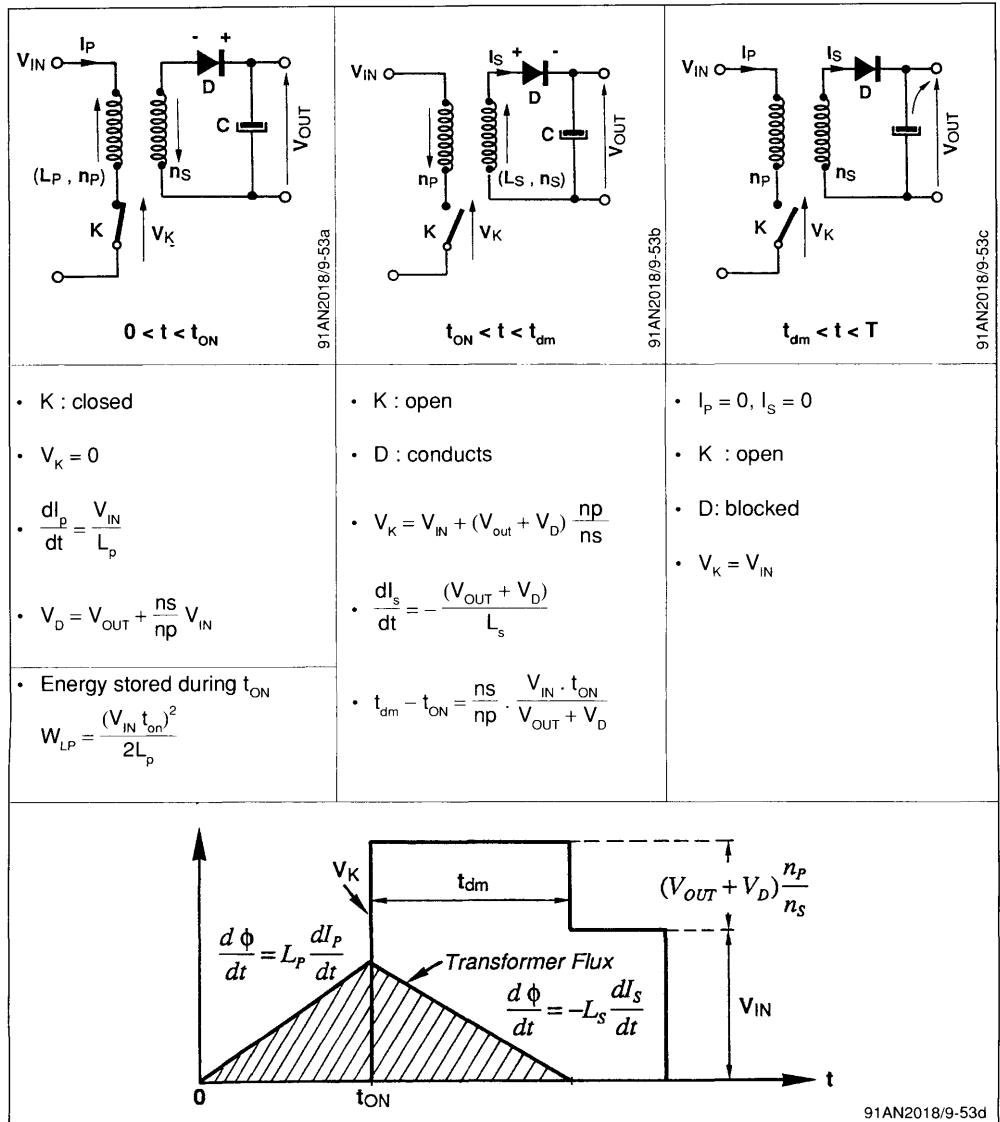 IP - +
VIN D
C VOUT
(LP , nP) nS
K VK
0 < t < tON
91AN2018/9-53a
IS + -
VIN D
C VOUT
nP (LS , nS)
K VK
tON < t < tdm
91AN2018/9-53b
IP IS
VIN D
VOUT
nP nS
K VK
tdm < t < T
91AN2018/9-53c
• K : closed
• VK = 0
• dIp/dt = VIN/Lp
• VD = VOUT + ns/np VIN
• Energy stored during tON
WLP = (VIN ton)²/2Lp
• K : open
• D : conducts
• VK = VIN + (Vout + VD) np/ns
• dIs/dt = - (VOUT + VD)/Ls
• tdm – tON = ns/np . VIN . tON/VOUT + VD
• IP = 0, IS = 0
• K : open
• D: blocked
• VK = VIN
VK
tdm
(VOUT + VD) nP/nS
dϕ/dt = LP dIP/dt
Transformer Flux
dϕ/dt = -LS dIS/dt
VIN
0 tON t
91AN2018/9-53d